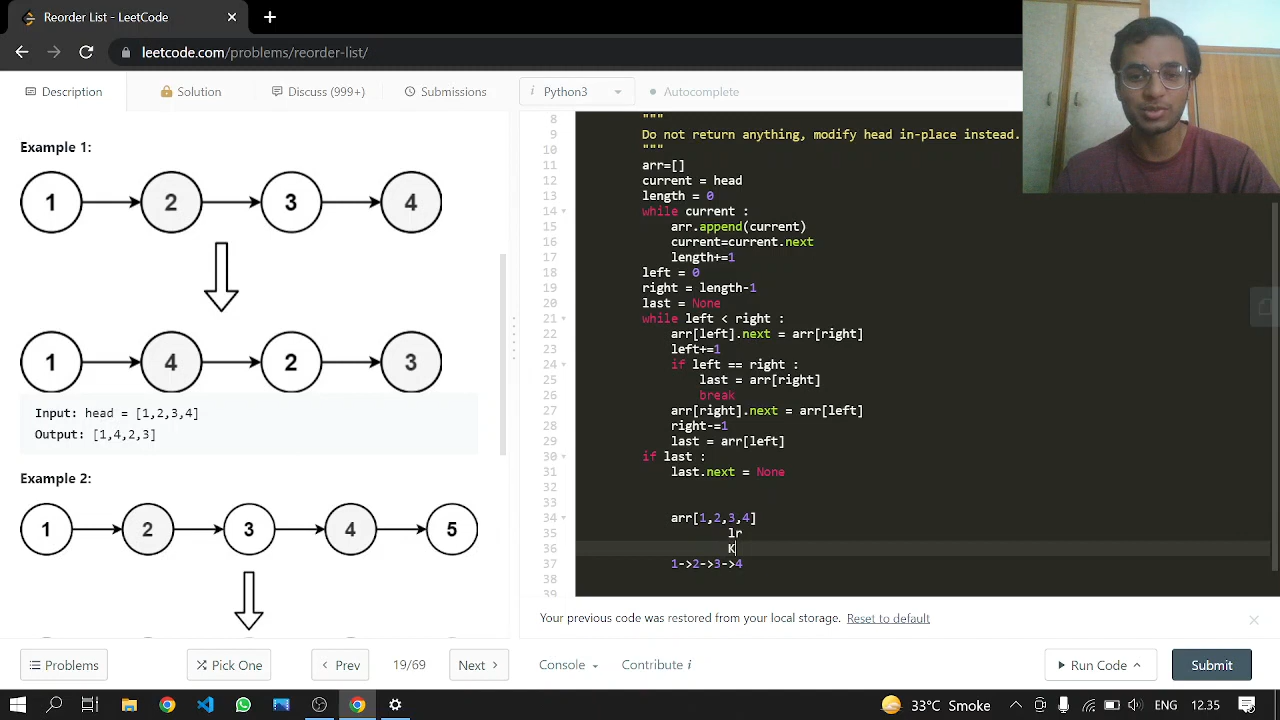 Reorder List - LeetCode
leetcode.com/problems/reorder-list/
Description
Solution
Discuss (999+)
Submissions
i Python3
Autocomplete
Example 1:
1 2 3 4
1 4 2 3
Input: head = [1,2,3,4]
Output: [1,4,2,3]
Example 2:
1 2 3 4 5
8 """
9 Do not return anything, modify head in-place instead.
10 """
11 arr=[]
12 current = head
13 length = 0
14 while current :
15 arr.append(current)
16 current=current.next
17 length+=1
18 left = 0
19 right = length-1
20 last = None
21 while left < right :
22 arr[left].next = arr[right]
23 left+=1
24 if left == right :
25 last = arr[right]
26 break
27 arr[right].next = arr[left]
28 right-=1
29 last = arr[left]
30 if last :
31 last.next = None
32
33
34 arr[1,2,3,4]
35 lr
36 K
37 1->2->3->4
38
39
Your previous code was restored from your local storage. Reset to default
Problems
Pick One
Prev
19/69
Next
Console
Contribute i
Run Code
Submit
33°C Smoke
ENG
12.35